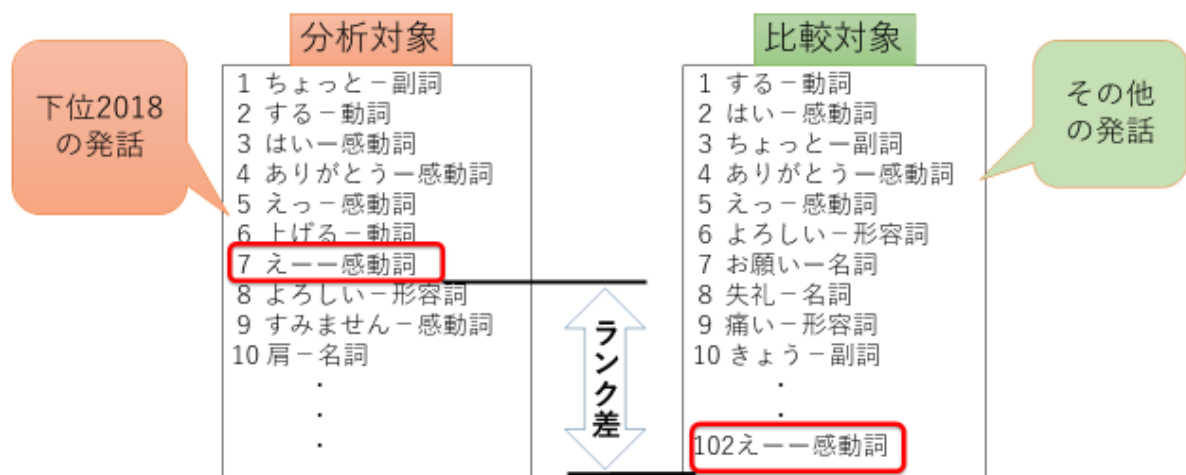 分析対象
下位2018
の発話
1 ちょっと－副詞
2 する－動詞
3 はい－感動詞
4 ありがとう－感動詞
5 えっ－感動詞
6 上げる－動詞
7 えー－感動詞
8 よろしい－形容詞
9 すみません－感動詞
10 肩－名詞
・
・
・
ランク差
比較対象
その他
の発話
1 する－動詞
2 はい－感動詞
3 ちょっと－副詞
4 ありがとう－感動詞
5 えっ－感動詞
6 よろしい－形容詞
7 お願い－名詞
8 失礼－名詞
9 痛い－形容詞
10 きょう－副詞
・
・
102えー－感動詞